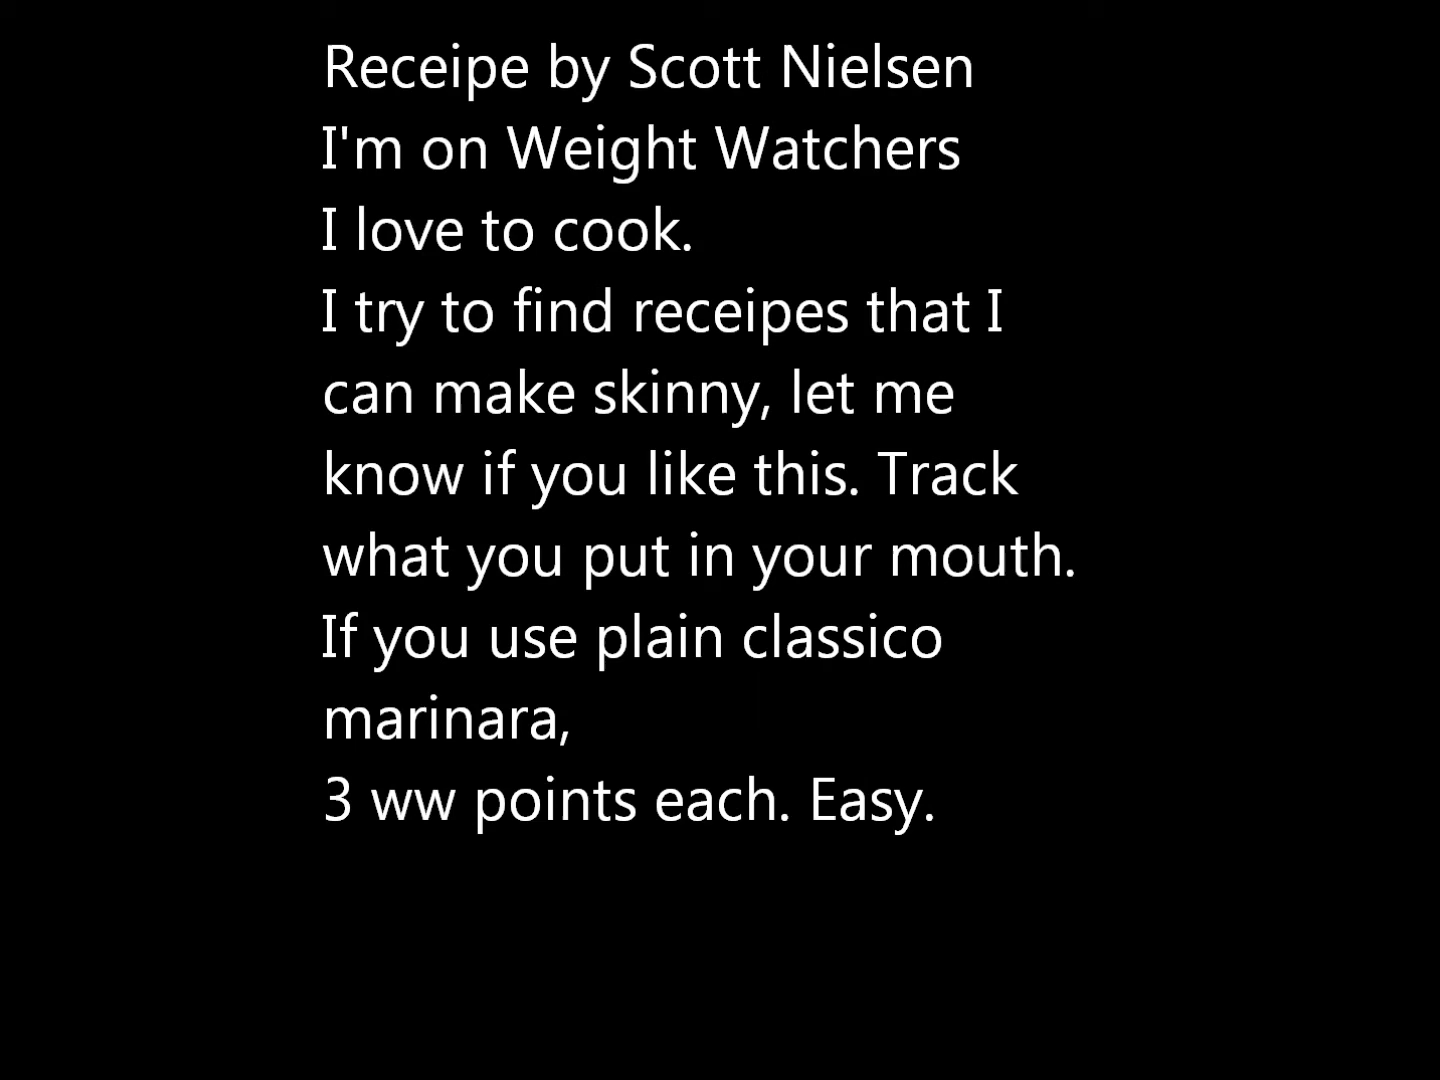 Receipe by Scott Nielsen
I'm on Weight Watchers
I love to cook.
I try to find receipes that I
can make skinny, let me
know if you like this. Track
what you put in your mouth.
If you use plain classico
marinara,
3 ww points each. Easy.